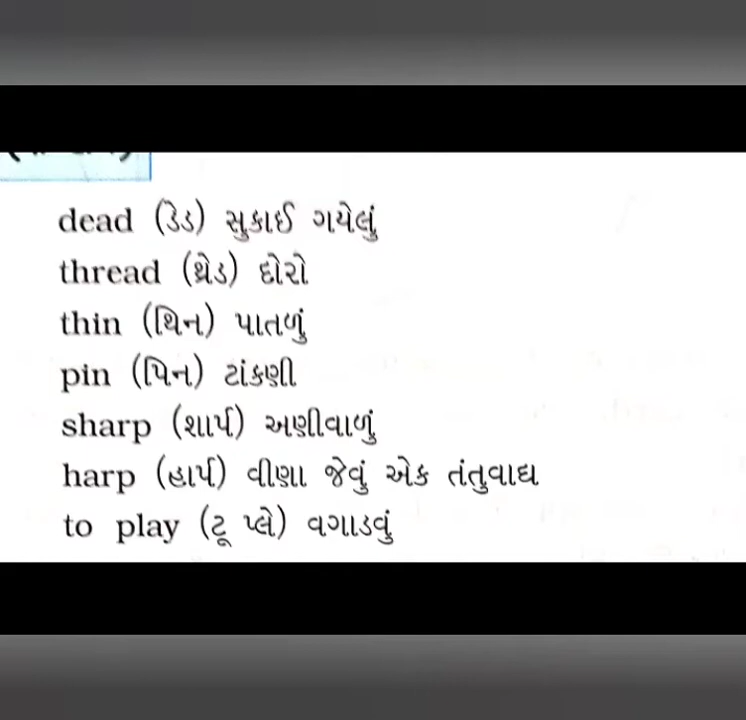 dead (ડેડ) સુકાઈ ગયેલું
thread (થ્રેડ) દોરો
thin (થિન) પાતળું
pin (પિન) ટાંકણી
sharp (શાર્પ) અણીવાળું
harp (હાર્પ) વીણા જેવું એક તંતુવાદ્ય
to play (ટૂ પ્લે) વગાડવું